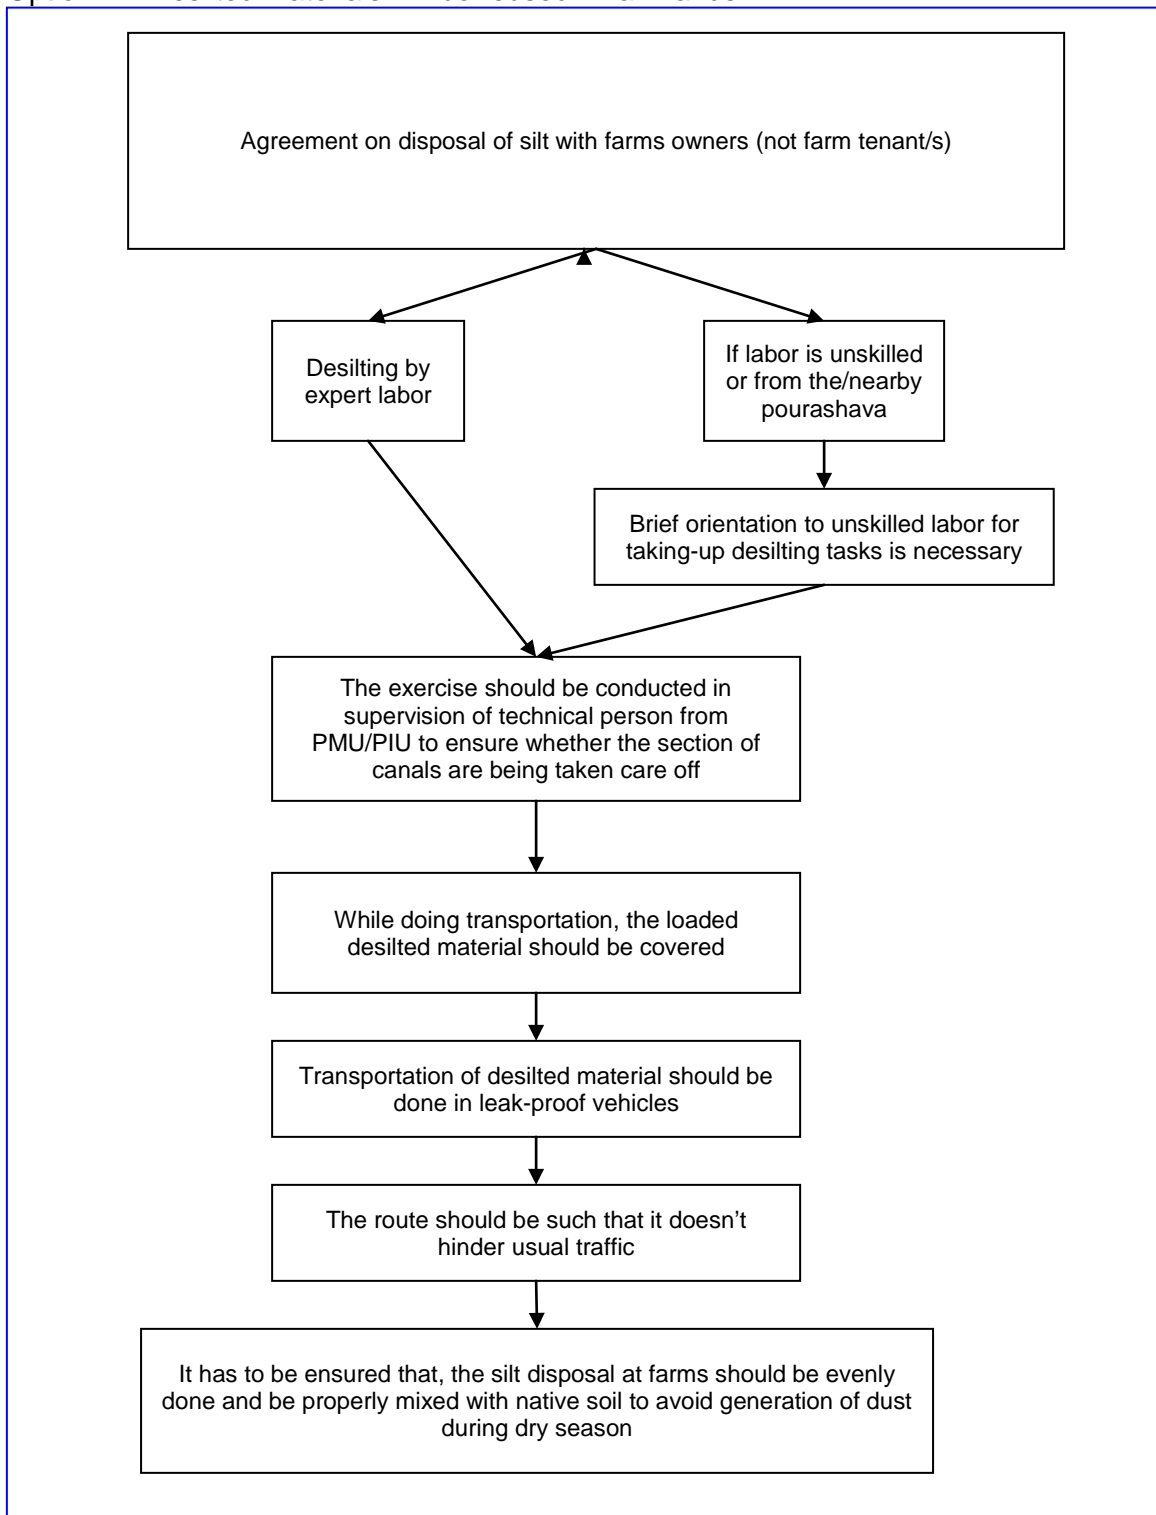 Agreement on disposal of silt with farms owners (not farm tenant/s)
Desilting by
expert labor
If labor is unskilled
or from the/nearby
pourashava
Brief orientation to unskilled labor for
taking-up desilting tasks is necessary
The exercise should be conducted in
supervision of technical person from
PMU/PIU to ensure whether the section of
canals are being taken care off
While doing transportation, the loaded
desilted material should be covered
Transportation of desilted material should be
done in leak-proof vehicles
The route should be such that it doesn’t
hinder usual traffic
It has to be ensured that, the silt disposal at farms should be evenly
done and be properly mixed with native soil to avoid generation of dust
during dry season